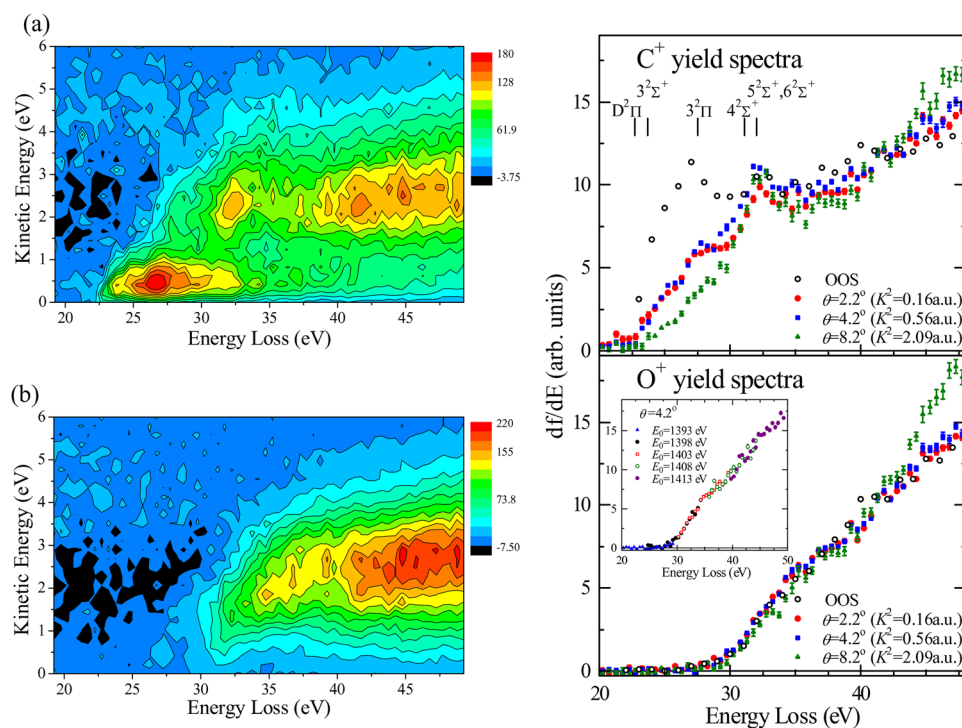 (a)
6
5
4
3
2
1
0
Kinetic Energy (eV)
20 25 30 35 40 45
Energy Loss (eV)
180
128
61.9
-3.75
(b)
6
5
4
3
2
1
0
Kinetic Energy (eV)
20 25 30 35 40 45
Energy Loss (eV)
220
73.8
-7.50
df/dE (arb. units)
C⁺ yield spectra
3²Σ⁺
5²Σ⁺,6²Σ⁺
D²Π
3²Π
4²Σ⁺
15
10
5
0
OOS
θ=2.2° (K²=0.16a.u.)
θ=4.2° (K²=0.56a.u.)
θ=8.2° (K²=2.09a.u.)
O⁺ yield spectra
15
10
5
0
θ=4.2°
E₀=1393 eV
E₀=1398 eV
E₀=1403 eV
E₀=1408 eV
E₀=1413 eV
15
10
5
0
20 30 40 50
Energy Loss (eV)
OOS
θ=2.2° (K²=0.16a.u.)
θ=4.2° (K²=0.56a.u.)
θ=8.2° (K²=2.09a.u.)
20 30 40
Energy Loss (eV)